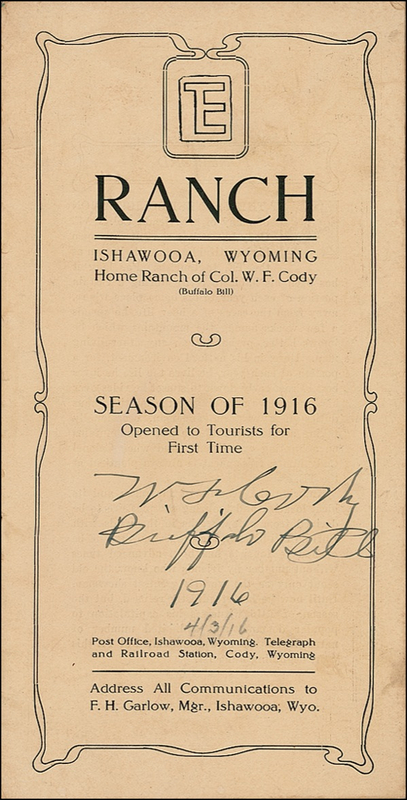 TE
RANCH
ISHAWOOA, WYOMING
Home Ranch of Col. W. F. Cody
(Buffalo Bill)
SEASON OF 1916
Opened to Tourists for
First Time
W F Cody
Buffalo Bill
1916
4/3/16
Post Office, Ishawooa, Wyoming. Telegraph
and Railroad Station, Cody, Wyoming
Address All Communications to
F. H. Garlow, Mgr., Ishawooa, Wyo.